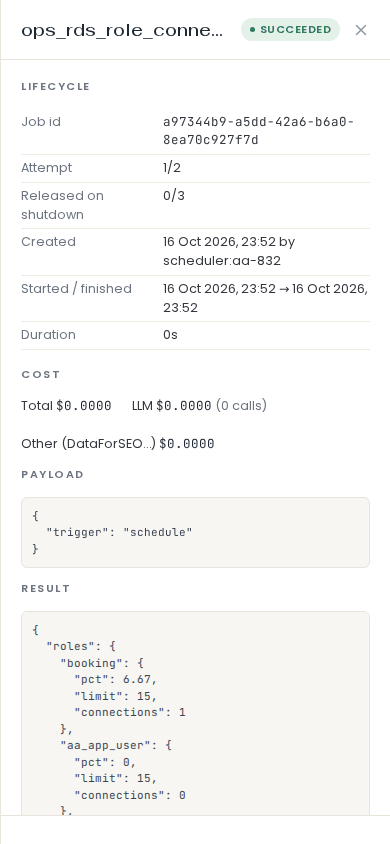 ops_rds_role_conne...
SUCCEEDED
LIFECYCLE
Job id
a97344b9-a5dd-42a6-b6a0-
8ea70c927f7d
Attempt
1/2
Released on
shutdown
0/3
Created
16 Oct 2026, 23:52 by
scheduler:aa-832
Started / finished
16 Oct 2026, 23:52 → 16 Oct 2026,
23:52
Duration
0s
COST
Total $0.0000 LLM $0.0000 (0 calls)
Other (DataForSEO...) $0.0000
PAYLOAD
{
"trigger": "schedule"
}
RESULT
{
"roles": {
"booking": {
"pct": 6.67,
"limit": 15,
"connections": 1
},
"aa_app_user": {
"pct": 0,
"limit": 15,
"connections": 0
},